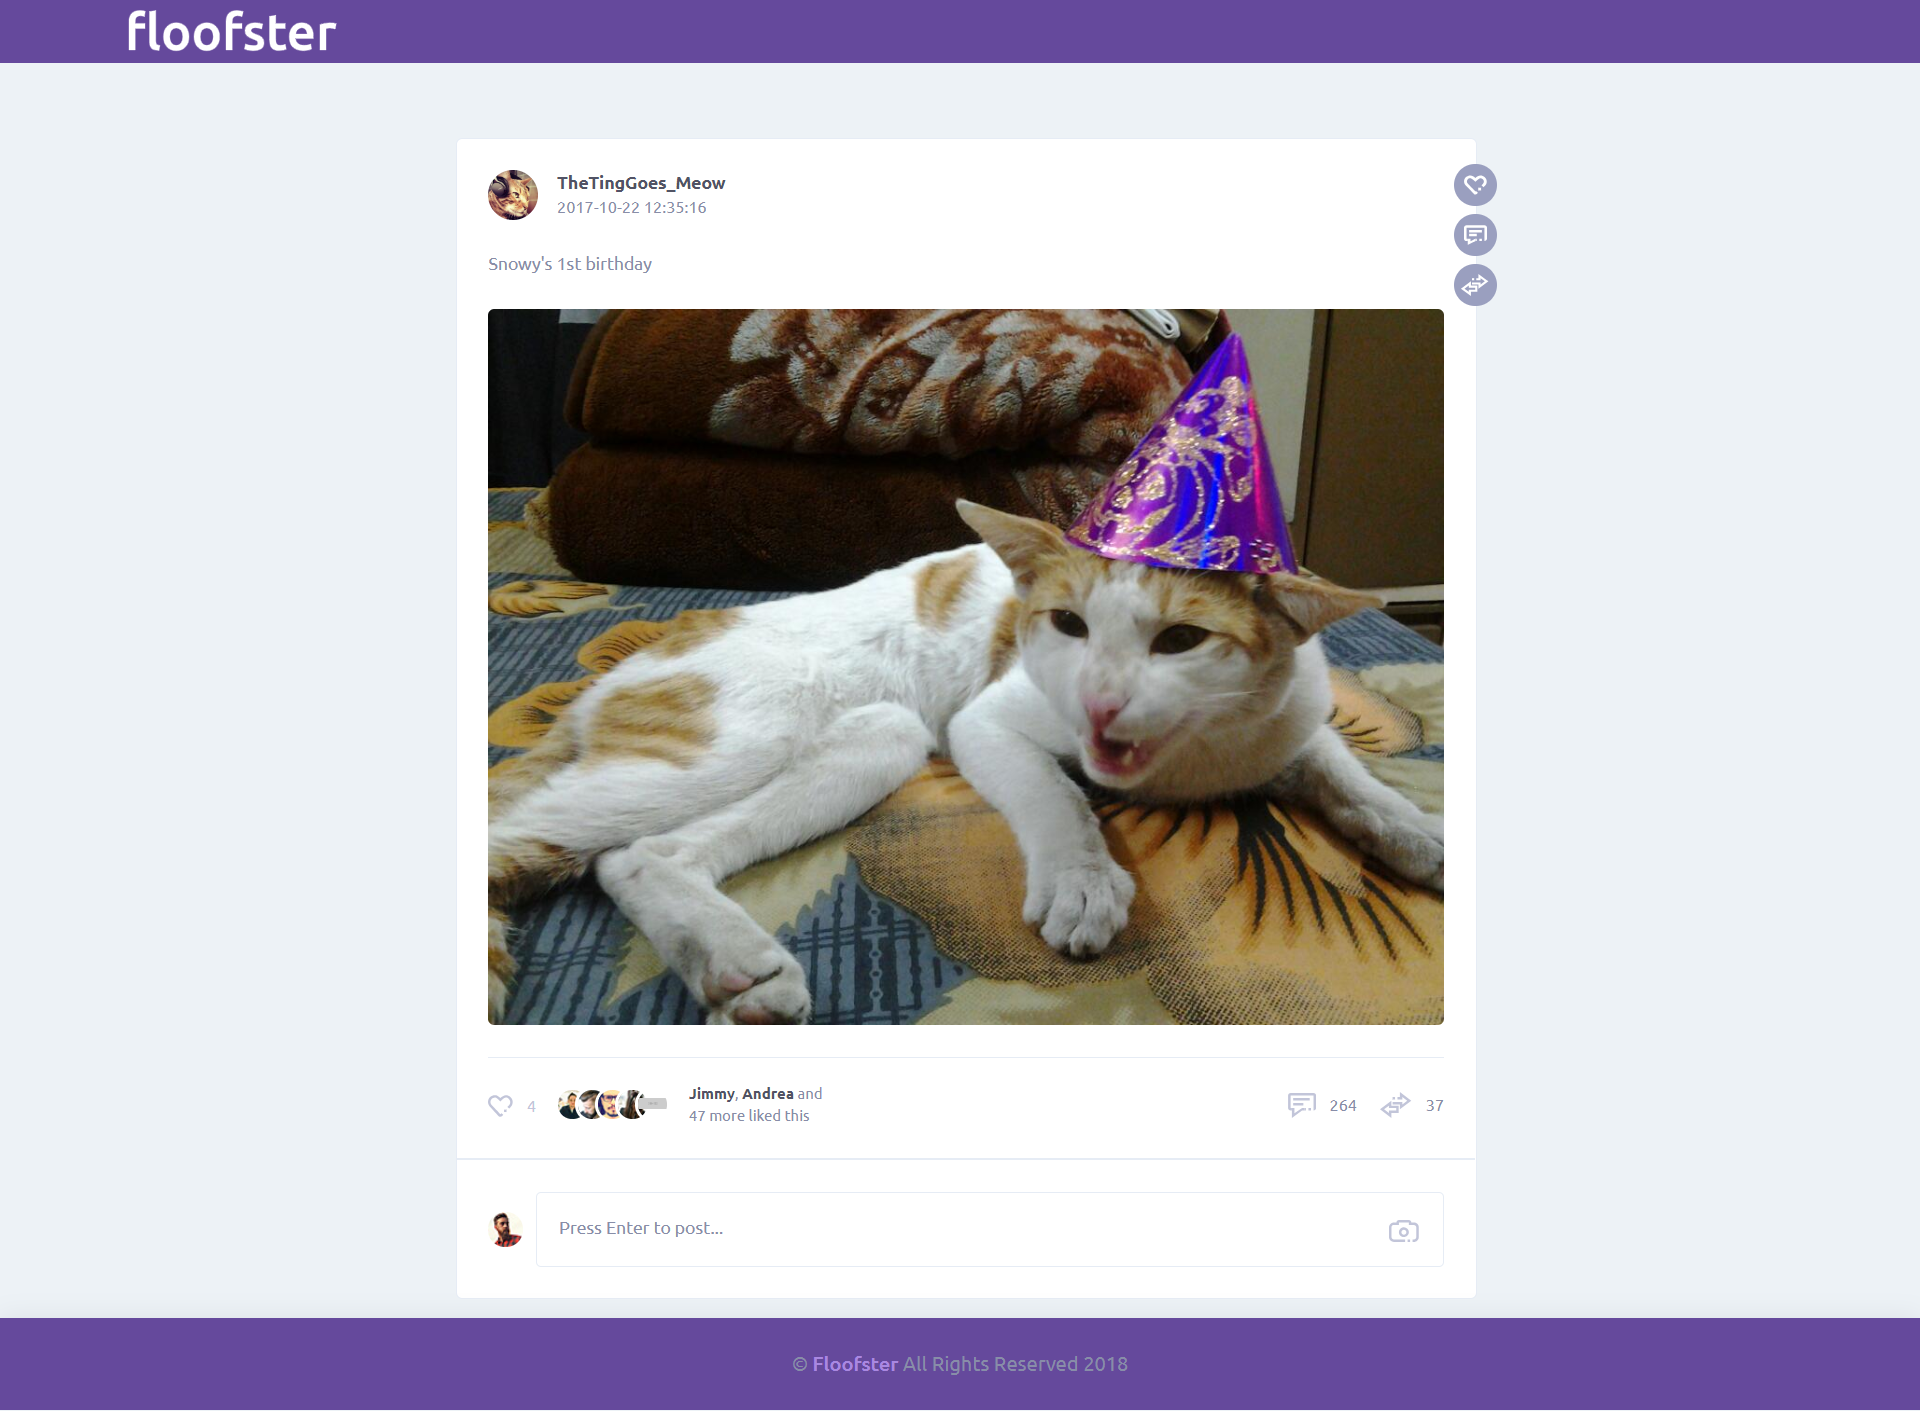 floofster
TheTingGoes_Meow
2017-10-22 12:35:16
Snowy's 1st birthday
4
Jimmy, Andrea and
47 more liked this
264
37
Press Enter to post...
© Floofster All Rights Reserved 2018